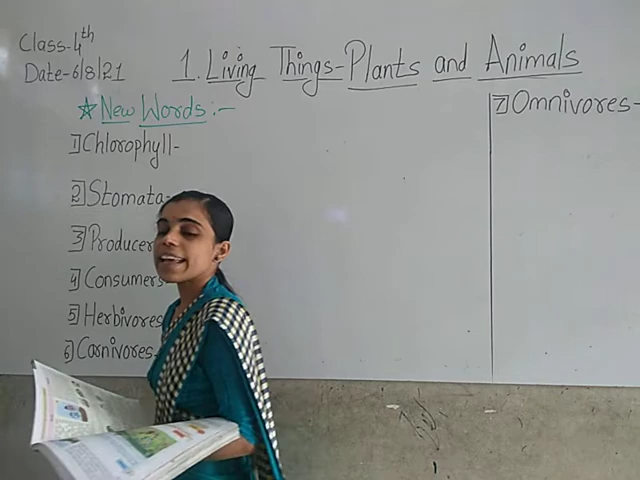 Class-4th
Date-6/8/21
1. Living Things-Plants and Animals
★ New Words:-
1] Chlorophyll-
2] Stomata-
3] Producer
4] Consumers
5] Herbivores
6] Carnivores-
7] Omnivores-